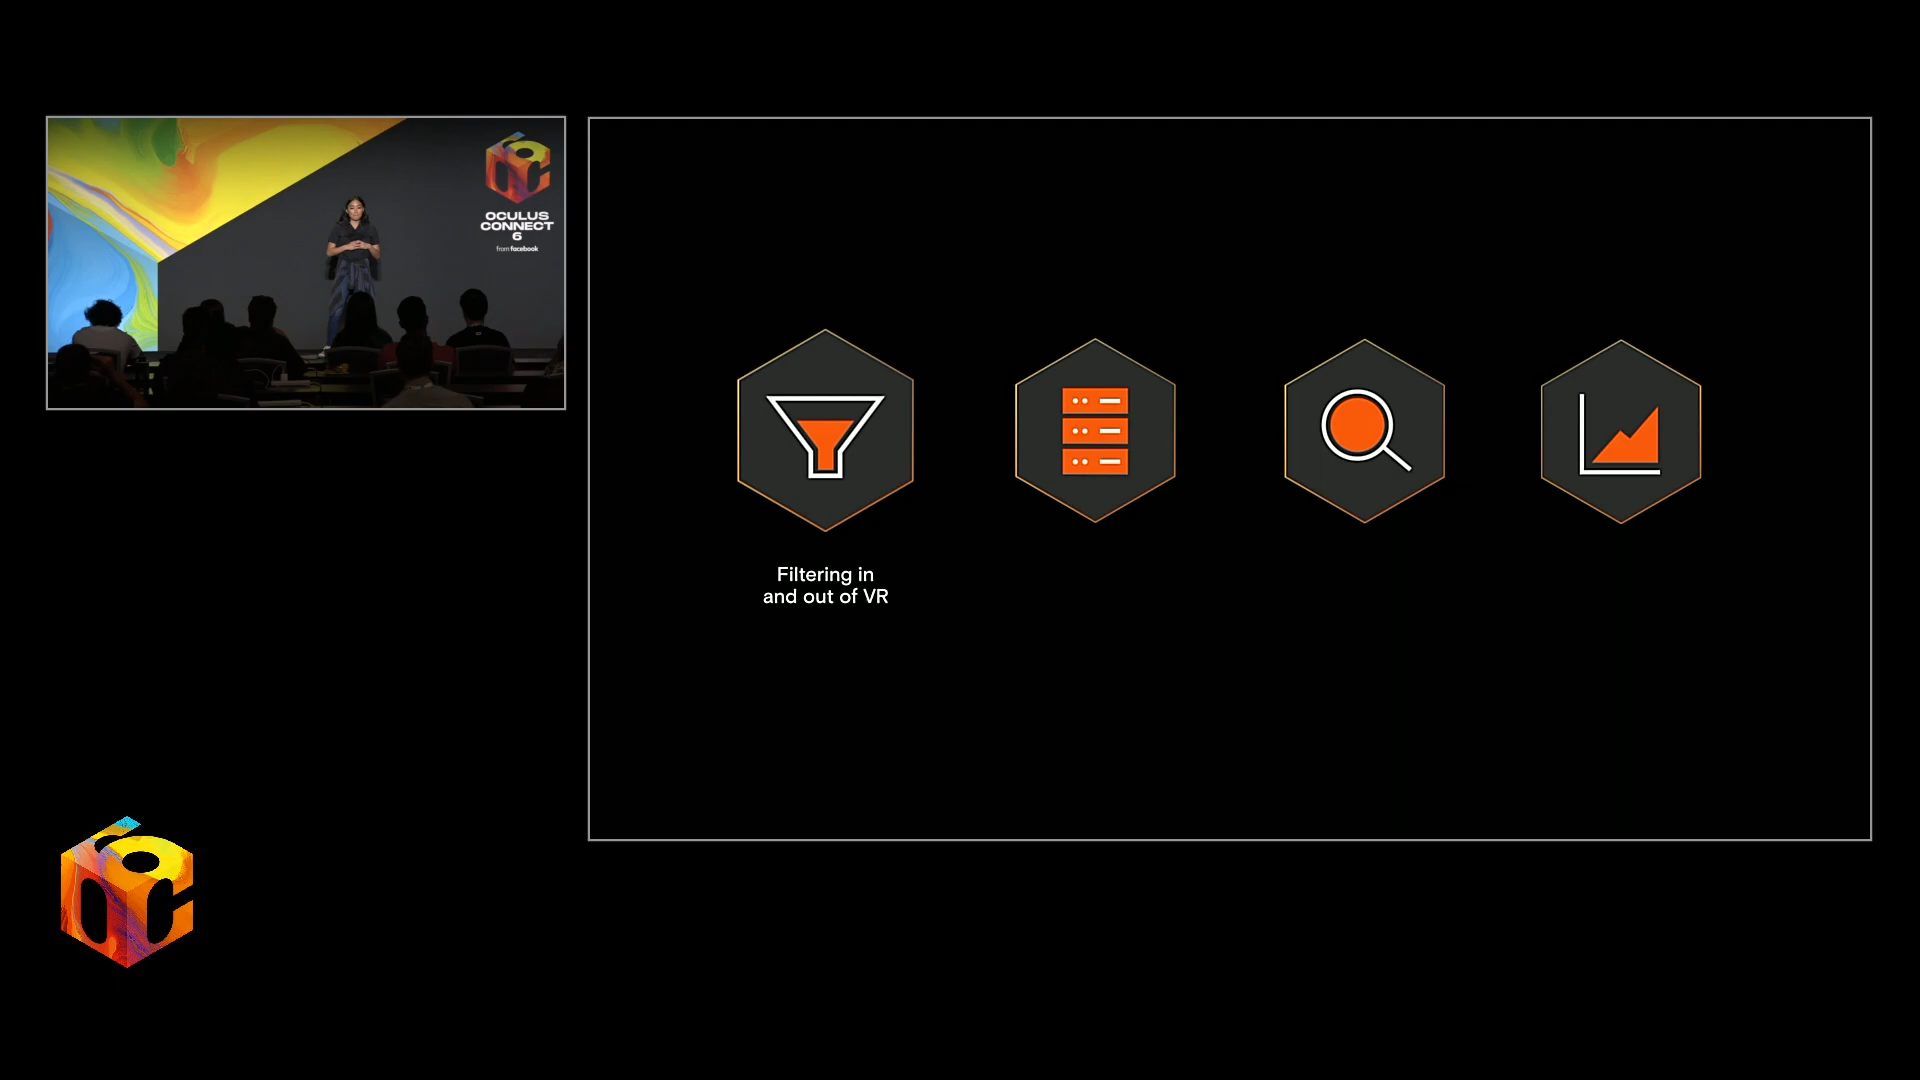 OCULUS
CONNECT
6
from facebook
Filtering in
and out of VR